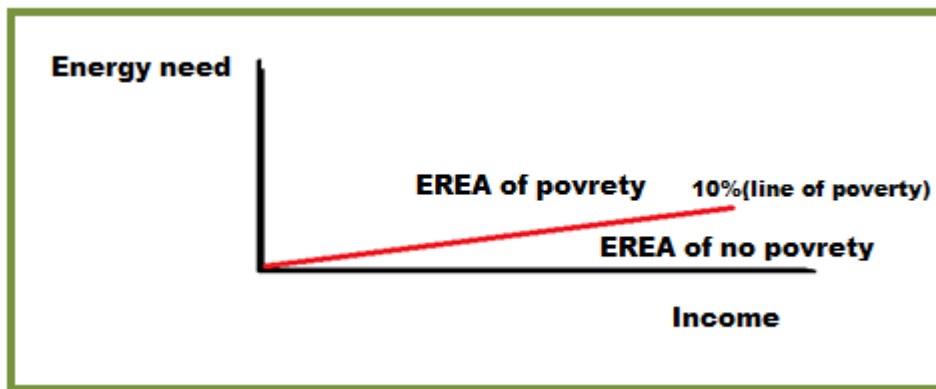 Energy need
EREA of povrety
10%(line of poverty)
EREA of no povrety
Income